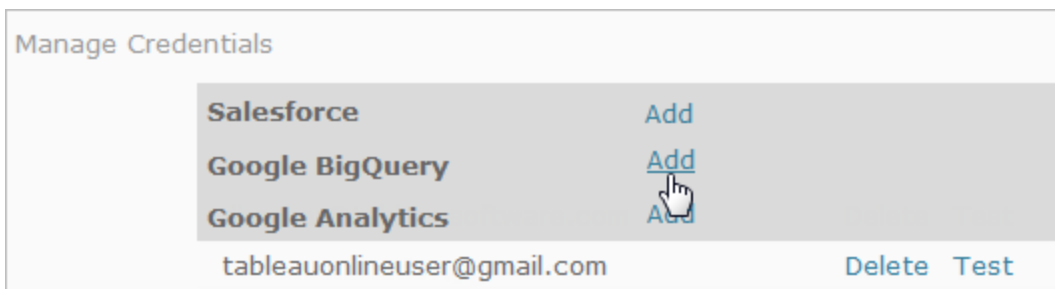 Manage Credentials
Salesforce Add
Google BigQuery Add
Google Analytics Add
tableauonlineuser@gmail.com Delete Test